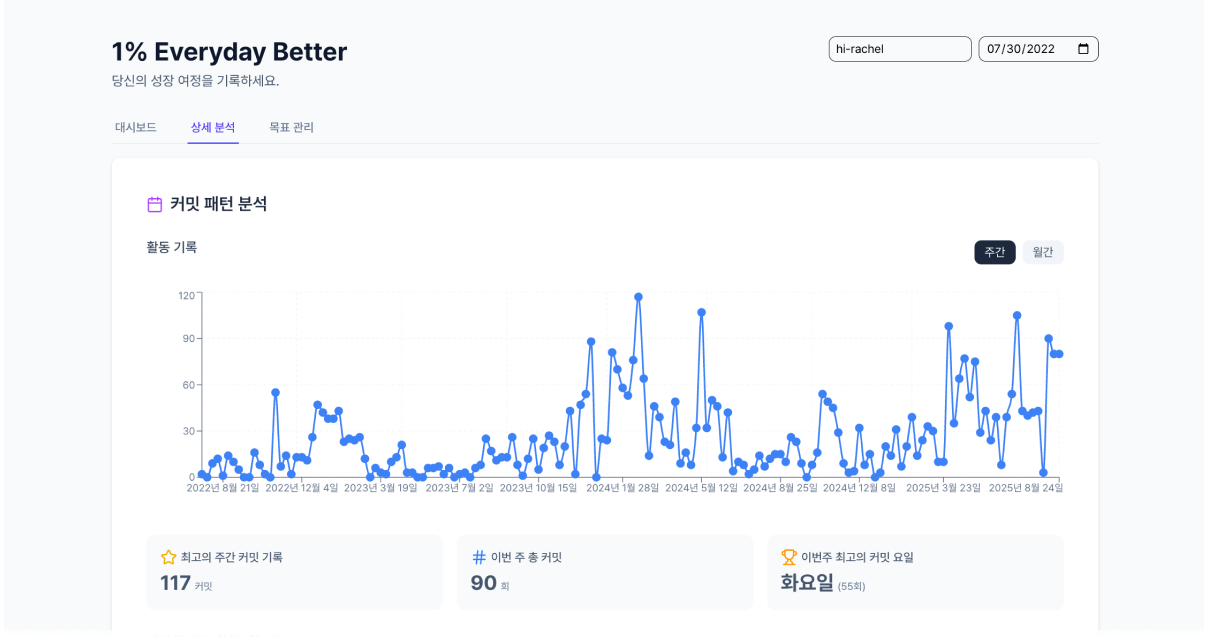 1% Everyday Better
hi-rachel
07/30/2022
당신의 성장 여정을 기록하세요.
대시보드
상세 분석
목표 관리
커밋 패턴 분석
활동 기록
주간
월간
120
90
60
30
0
2022년 8월 21일
2022년 12월 4일
2023년 3월 19일
2023년 7월 2일
2023년 10월 15일
2024년 1월 28일
2024년 5월 12일
2024년 8월 25일
2024년 12월 8일
2025년 3월 23일
2025년 8월 24일
최고의 주간 커밋 기록
117 커밋
이번 주 총 커밋
90 회
이번주 최고의 커밋 요일
화요일 (55회)